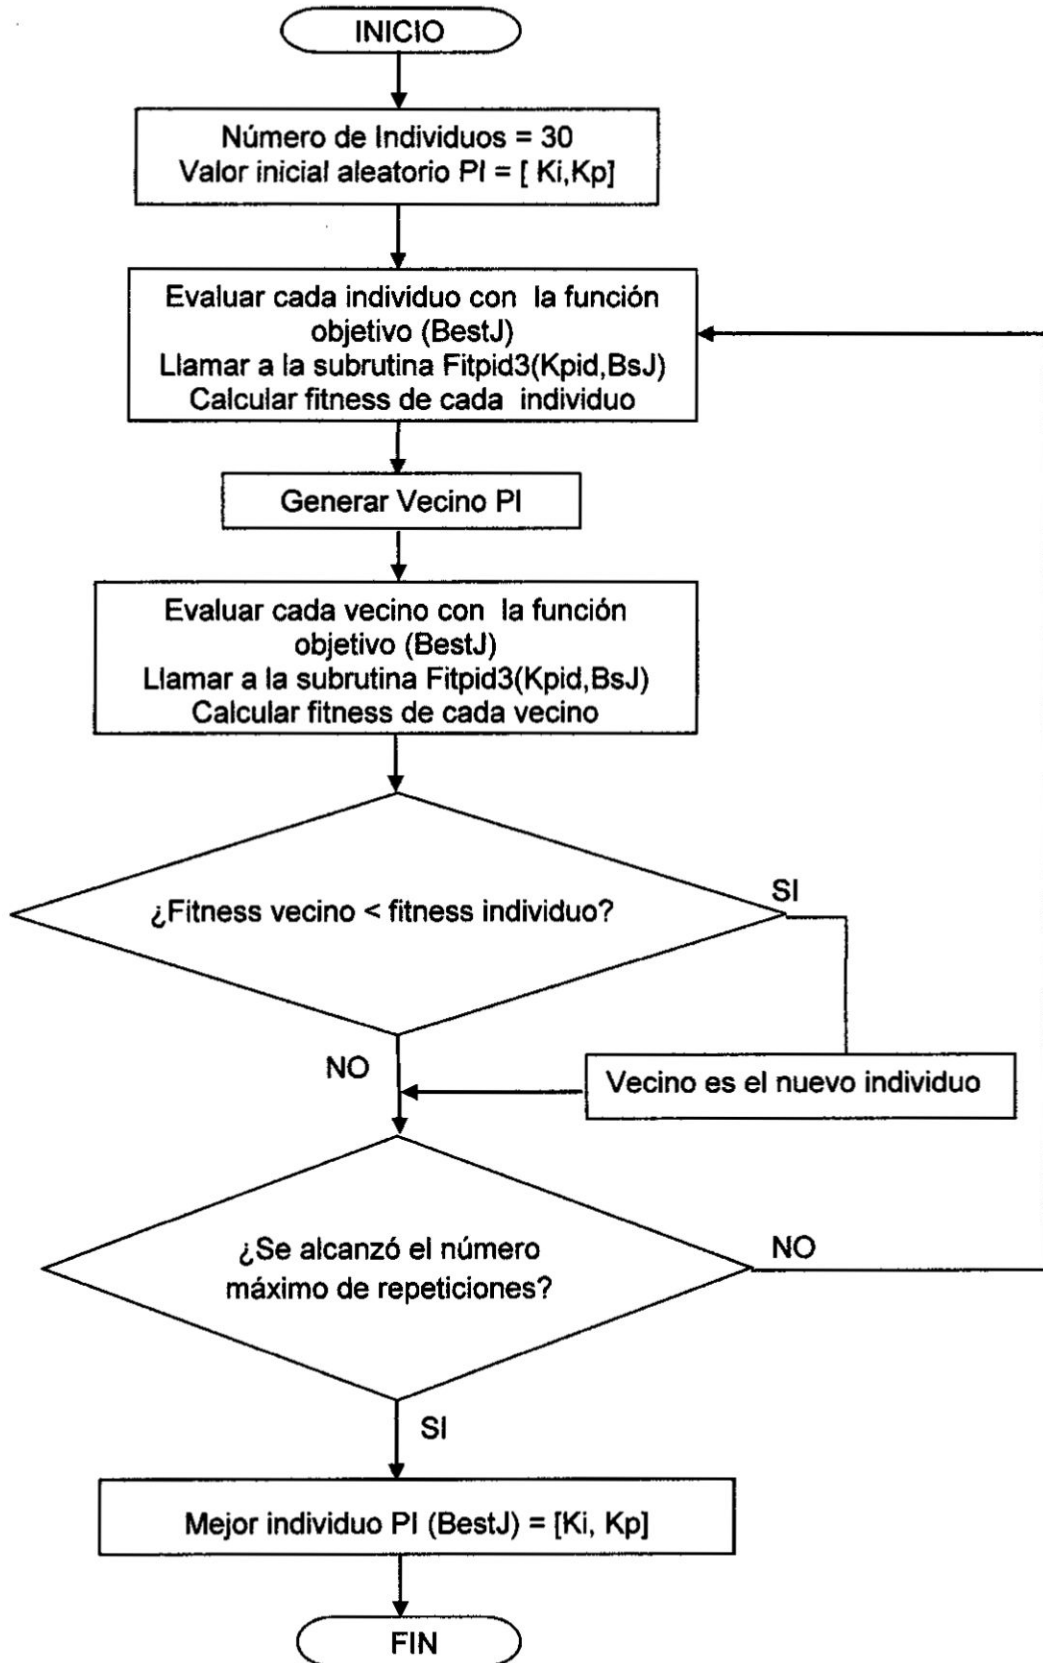 INICIO
Número de Individuos = 30
Valor inicial aleatorio PI = [ Ki,Kp]
Evaluar cada individuo con la función
objetivo (BestJ)
Llamar a la subrutina Fitpid3(Kpid,BsJ)
Calcular fitness de cada individuo
Generar Vecino PI
Evaluar cada vecino con la función
objetivo (BestJ)
Llamar a la subrutina Fitpid3(Kpid,BsJ)
Calcular fitness de cada vecino
¿Fitness vecino < fitness individuo?
SI
NO
Vecino es el nuevo individuo
¿Se alcanzó el número
máximo de repeticiones?
NO
SI
Mejor individuo PI (BestJ) = [Ki, Kp]
FIN